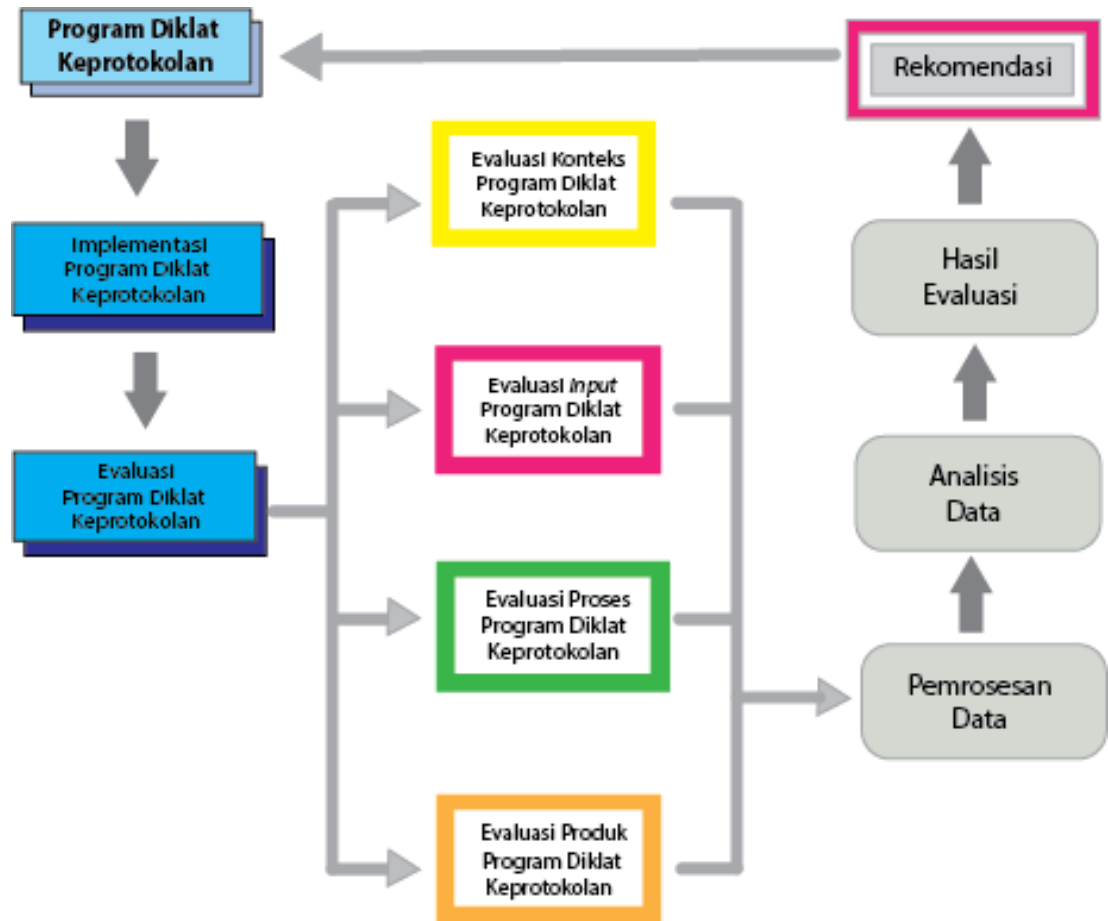 Program Diklat
Keprotokolan
Implementasi
Program Diklat
Keprotokolan
Evaluasi
Program Diklat
Keprotokolan
Evaluasi Konteks
Program Diklat
Keprotokolan
Evaluasi Input
Program Diklat
Keprotokolan
Evaluasi Proses
Program Diklat
Keprotokolan
Evaluasi Produk
Program Diklat
Keprotokolan
Pemrosesan
Data
Analisis
Data
Hasil
Evaluasi
Rekomendasi